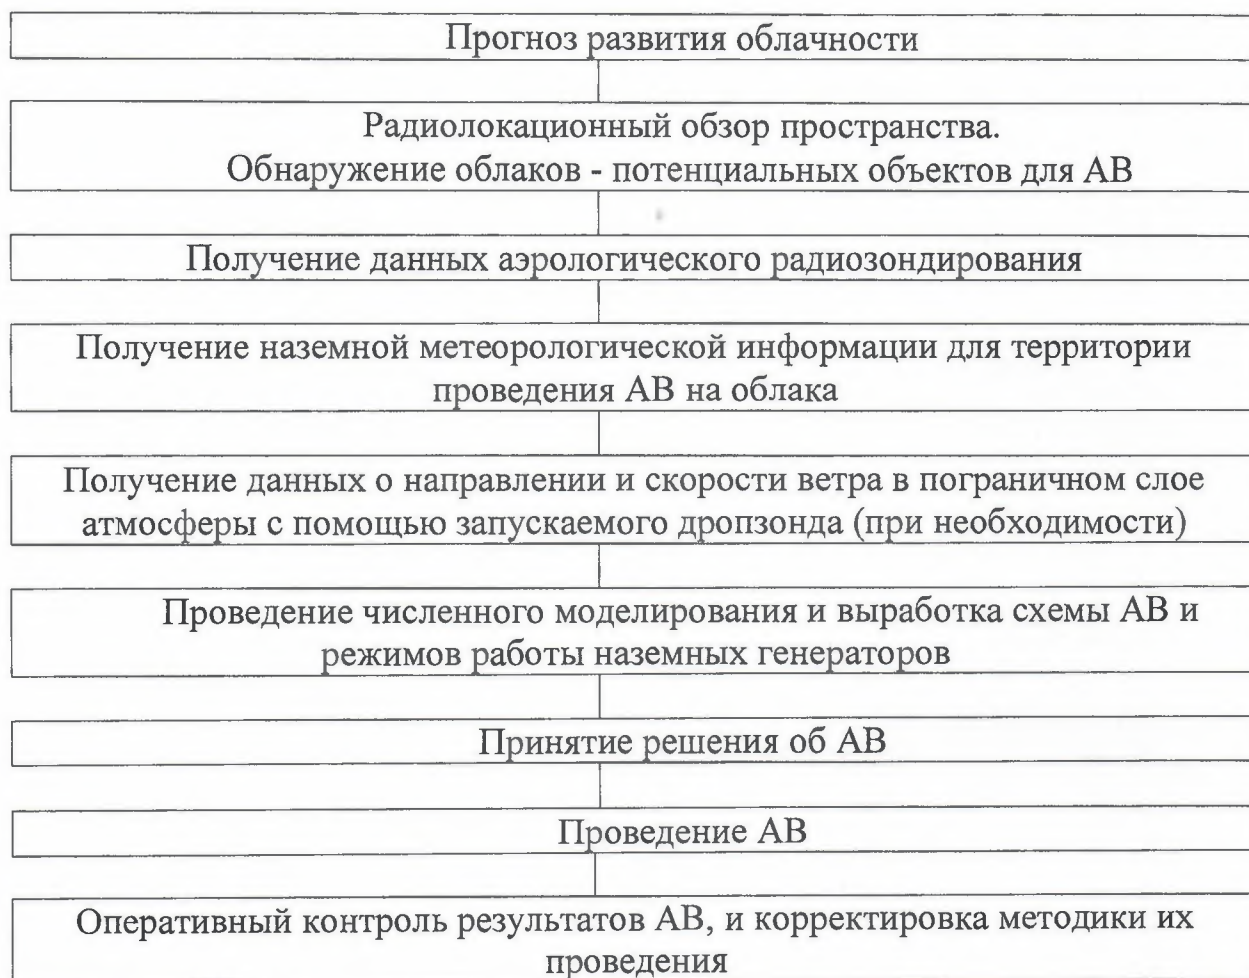 Прогноз развития облачности
Радиолокационный обзор пространства.
Обнаружение облаков - потенциальных объектов для АВ
Получение данных аэрологического радиозондирования
Получение наземной метеорологической информации для территории
проведения АВ на облака
Получение данных о направлении и скорости ветра в пограничном слое
атмосферы с помощью запускаемого дропзонда (при необходимости)
Проведение численного моделирования и выработка схемы АВ и
режимов работы наземных генераторов
Принятие решения об АВ
Проведение АВ
Оперативный контроль результатов АВ, и корректировка методики их
проведения